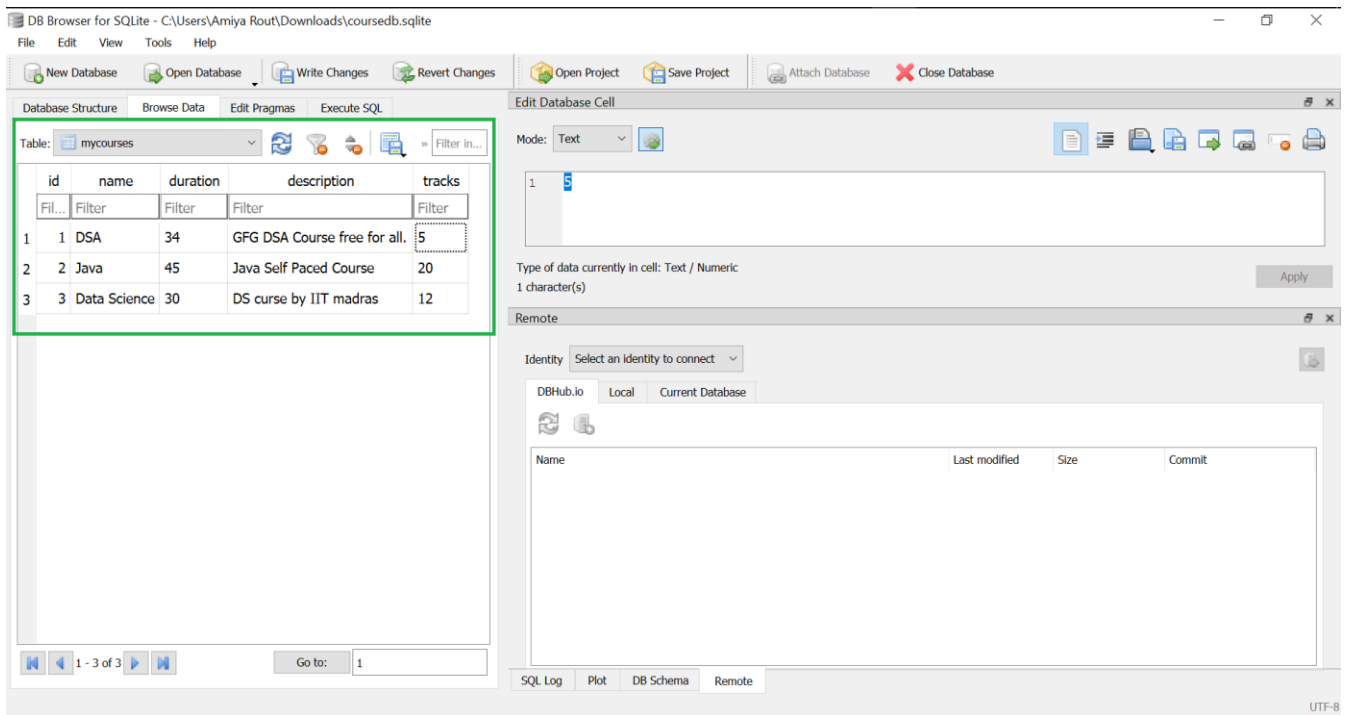 DB Browser for SQLite - C:\Users\Amiya Rout\Downloads\coursedb.sqlite
File Edit View Tools Help
New Database Open Database Write Changes Revert Changes Open Project Save Project Attach Database Close Database
Database Structure Browse Data Edit Pragmas Execute SQL
Table: mycourses » Filter in...
id name duration description tracks
Fil... Filter Filter Filter Filter
1 1 DSA 34 GFG DSA Course free for all. 5
2 2 Java 45 Java Self Paced Course 20
3 3 Data Science 30 DS curse by IIT madras 12
1 - 3 of 3 Go to: 1
Edit Database Cell
Mode: Text
1 5
Type of data currently in cell: Text / Numeric
1 character(s)
Apply
Remote
Identity Select an identity to connect
DBHub.io Local Current Database
Name Last modified Size Commit
SQL Log Plot DB Schema Remote
UTF-8